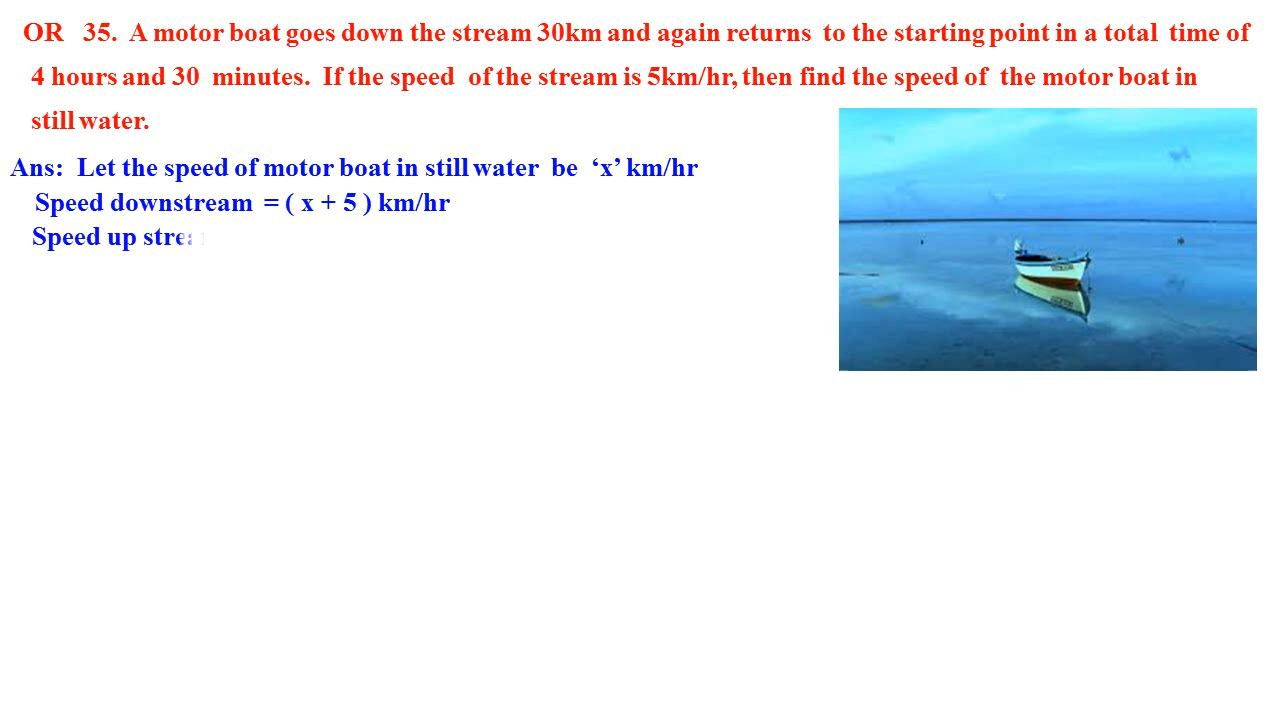 OR 35. A motor boat goes down the stream 30km and again returns to the starting point in a total time of
4 hours and 30 minutes. If the speed of the stream is 5km/hr, then find the speed of the motor boat in
still water.
Ans: Let the speed of motor boat in still water be ‘x’ km/hr
Speed downstream = ( x + 5 ) km/hr
Speed up